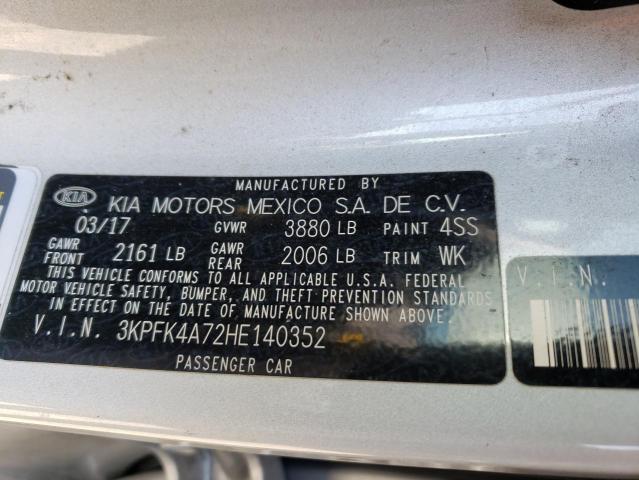 MANUFACTURED BY
KIA KIA MOTORS MEXICO S.A. DE C.V.
03/17 GVWR 3880 LB PAINT 4SS
GAWR FRONT 2161 LB GAWR REAR 2006 LB TRIM WK
THIS VEHICLE CONFORMS TO ALL APPLICABLE U.S.A. FEDERAL
MOTOR VEHICLE SAFETY, BUMPER, AND THEFT PREVENTION STANDARDS
IN EFFECT ON THE DATE OF MANUFACTURE SHOWN ABOVE.
V.I.N. 3KPFK4A72HE140352
PASSENGER CAR
V.I.N.